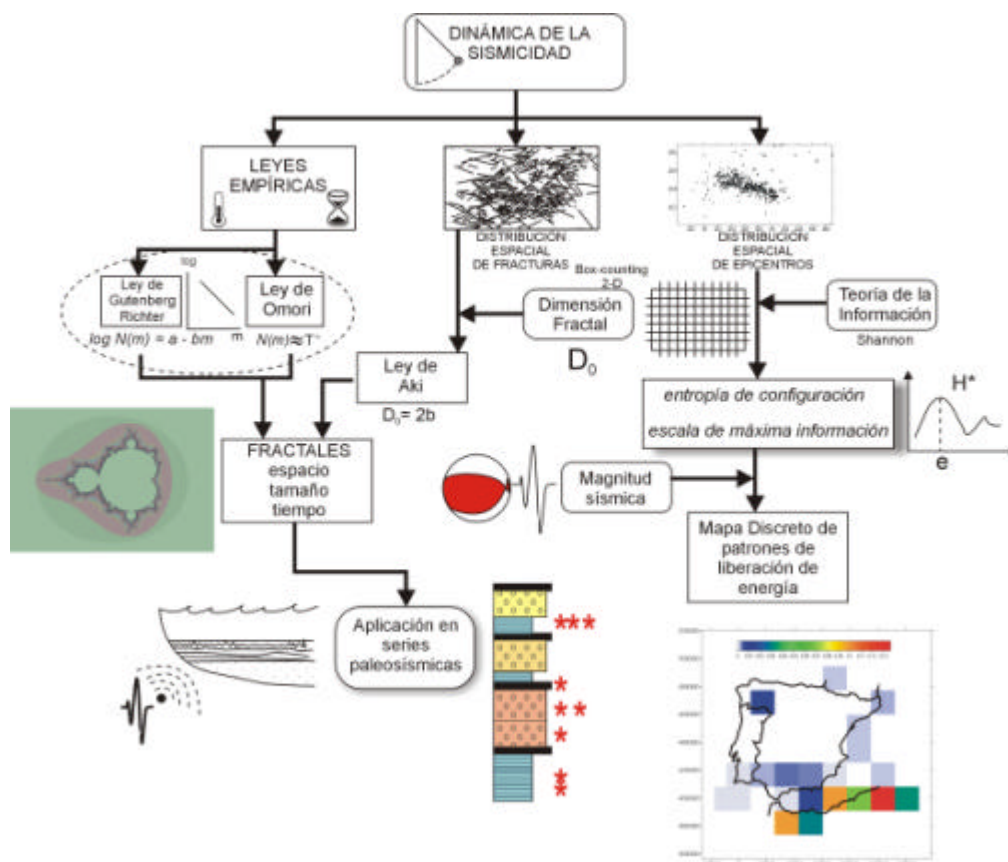 DINÁMICA DE LA
SISMICIDAD
LEYES
EMPÍRICAS
DISTRIBUCIÓN
ESPACIAL
DE FRACTURAS
DISTRIBUCIÓN
ESPACIAL
DE EPICENTROS
Ley de
Gutenberg
Richter
log
m
Ley de
Omori
log N(m) = a - bm
N(m)≈T⁻
Box-counting
2-D
Dimensión
Fractal
D₀
Teoría de la
Información
Shannon
Ley de
Aki
D₀= 2b
entropía de configuración
escala de máxima información
H*
e
FRACTALES
espacio
tamaño
tiempo
Magnitud
sísmica
Mapa Discreto de
patrones de
liberación de
energía
Aplicación en
series
paleosísmicas